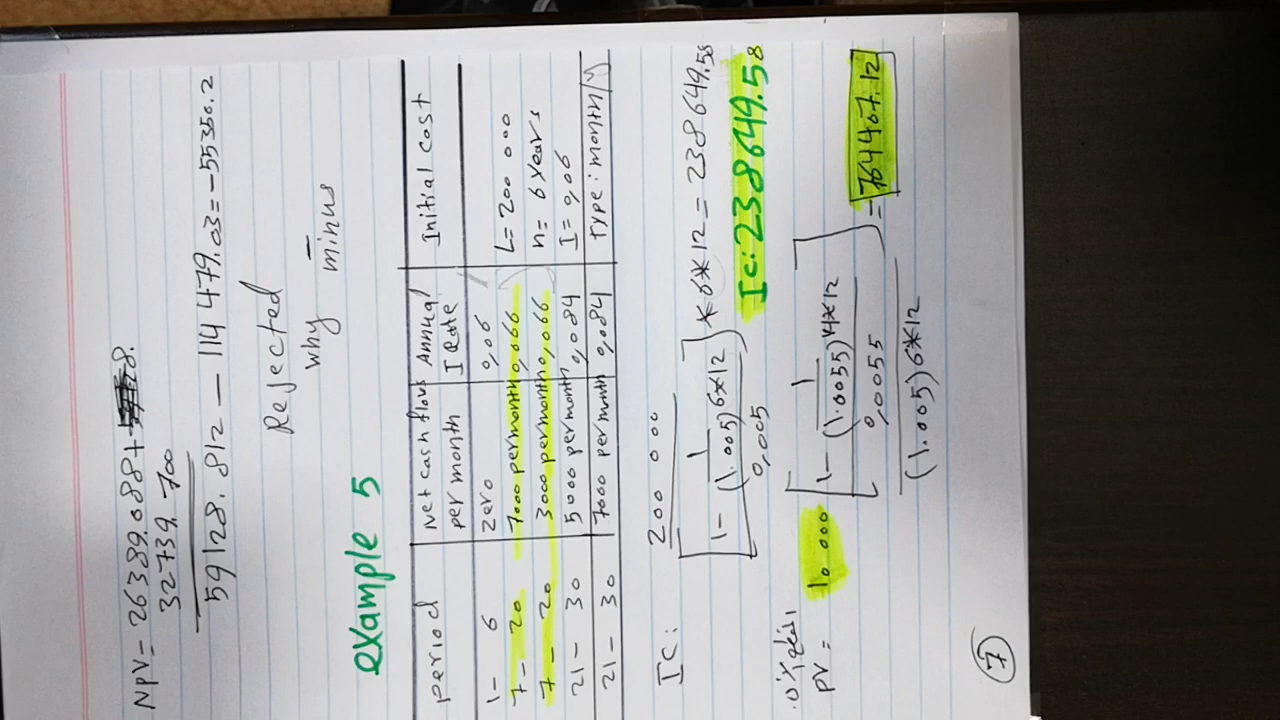 NPV = 26389.088 +
32739.700
59128.812 - 114 479.03 = -55350.2
Rejected
why minus
example 5
period Net cash flows per month Annual I Rate Initial cost
1 - 6 zero 0,06
7 - 20 7000 per month 0,066 L = 200 000
7 - 20 3000 per month 0,066 n = 6 years
21 - 30 5000 per month 0,084 I = 0,06
21 - 30 7000 per month 0,084 Type: month/y
Ic: 200 000
[1 - 1/(1.005)6*12 / 0,005] * 6*12 = 238649.58
Ic: 238649.58
PV = 10.000 [1 - 1/(1.0055)14*12 / 0,0055] = 764407.12
(1.005)6*12
7